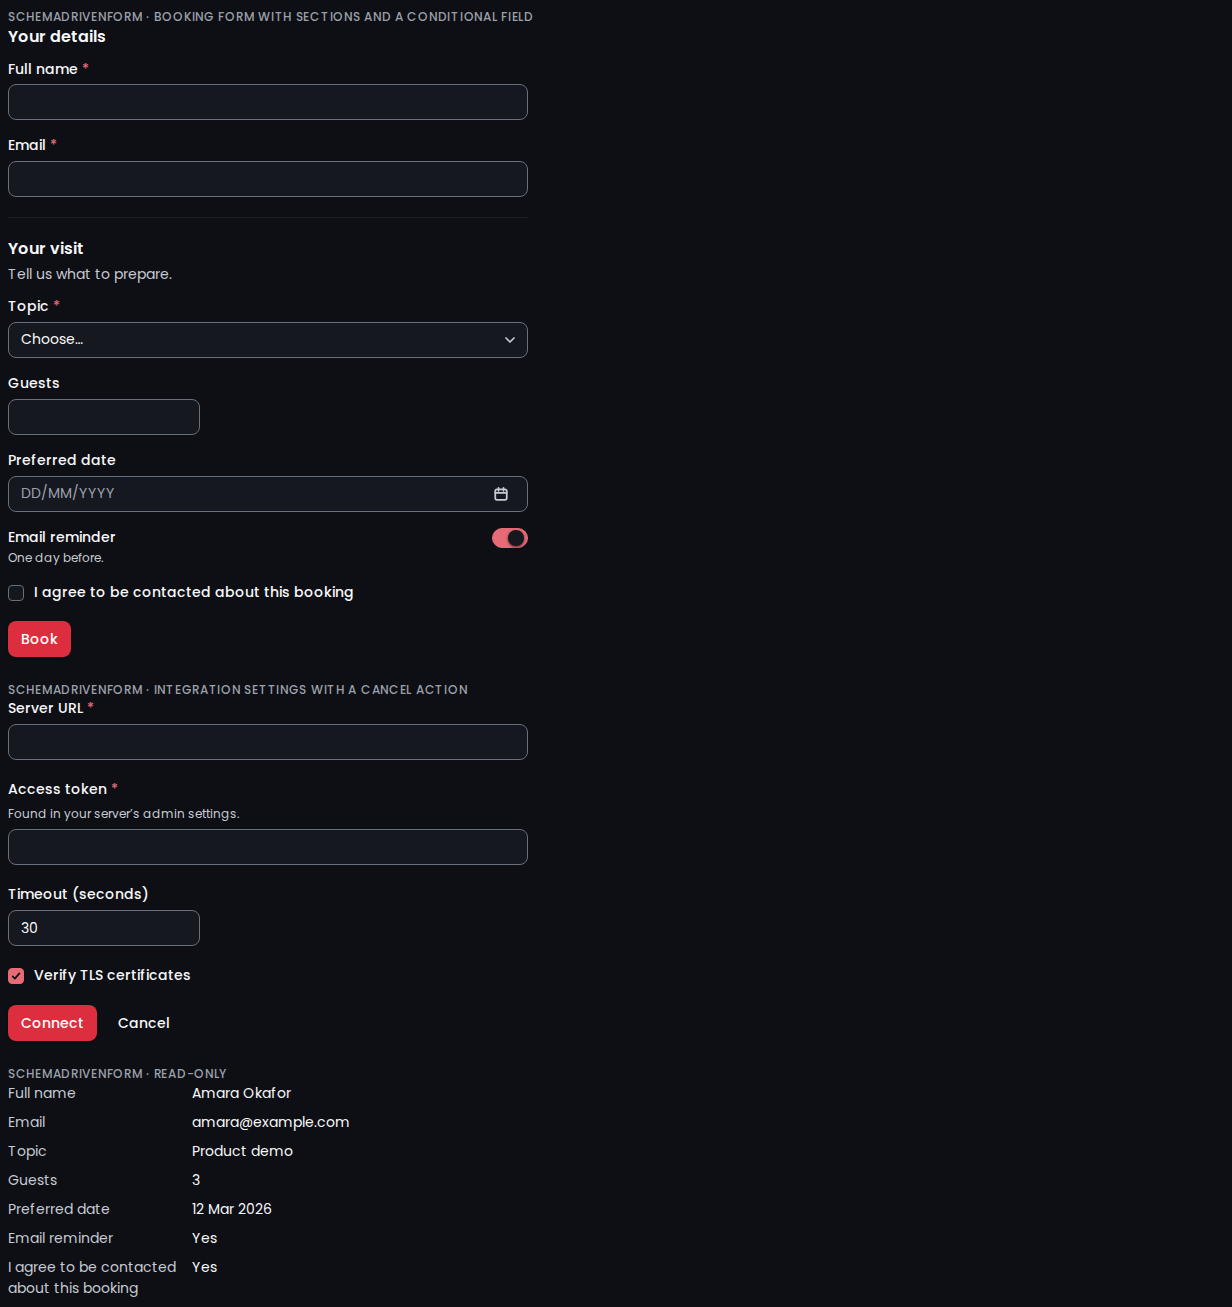 SCHEMADRIVENFORM · BOOKING FORM WITH SECTIONS AND A CONDITIONAL FIELD
Your details
Full name *
Email *
Your visit
Tell us what to prepare.
Topic *
Choose…
Guests
Preferred date
DD/MM/YYYY
Email reminder
One day before.
I agree to be contacted about this booking
Book
SCHEMADRIVENFORM · INTEGRATION SETTINGS WITH A CANCEL ACTION
Server URL *
Access token *
Found in your server's admin settings.
Timeout (seconds)
30
Verify TLS certificates
Connect Cancel
SCHEMADRIVENFORM · READ-ONLY
Full name Amara Okafor
Email amara@example.com
Topic Product demo
Guests 3
Preferred date 12 Mar 2026
Email reminder Yes
I agree to be contacted Yes
about this booking